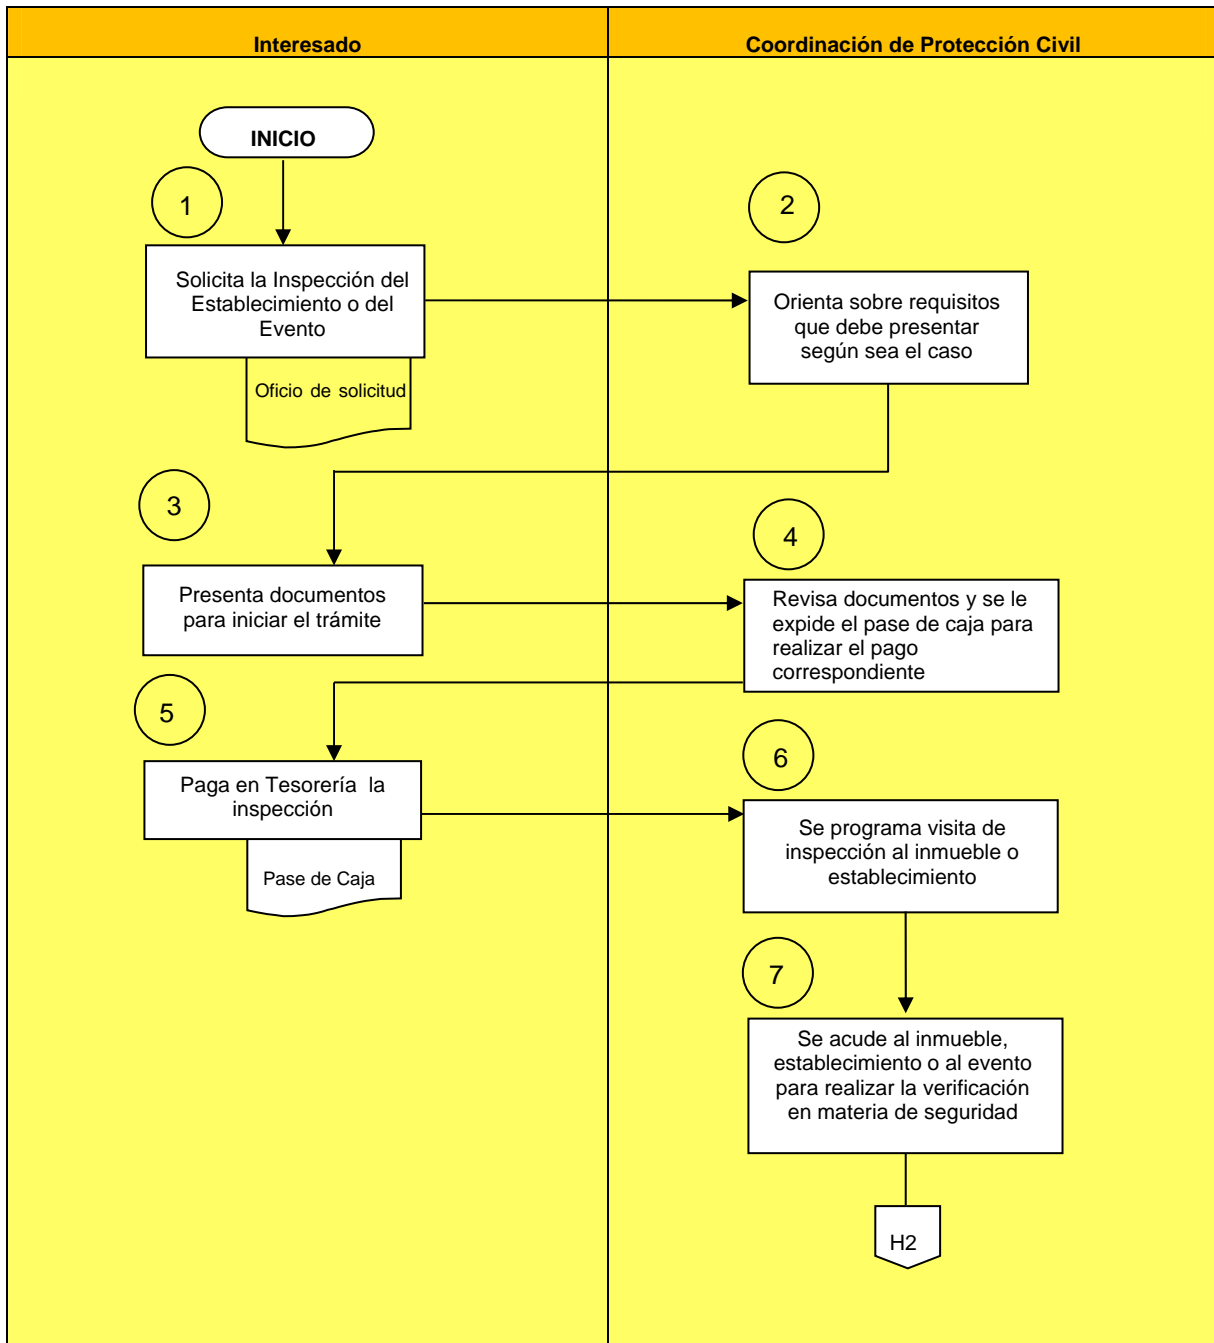 Interesado
Coordinación de Protección Civil
INICIO
1
Solicita la Inspección del
Establecimiento o del
Evento
Oficio de solicitud
2
Orienta sobre requisitos
que debe presentar
según sea el caso
3
Presenta documentos
para iniciar el trámite
4
Revisa documentos y se le
expide el pase de caja para
realizar el pago
correspondiente
5
Paga en Tesorería la
inspección
Pase de Caja
6
Se programa visita de
inspección al inmueble o
establecimiento
7
Se acude al inmueble,
establecimiento o al evento
para realizar la verificación
en materia de seguridad
H2